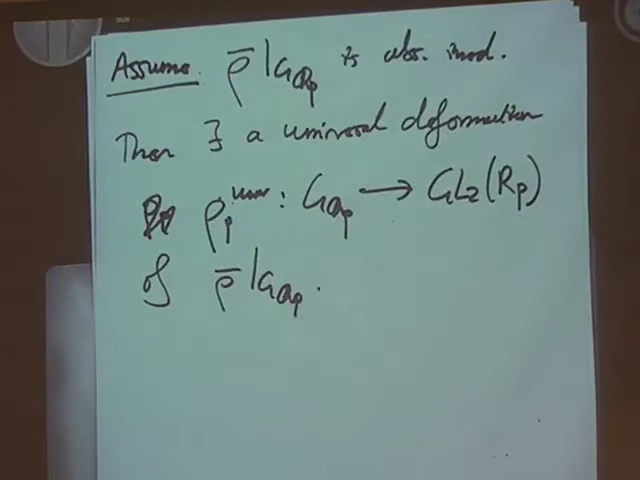 Assume. ρ̄|G_{Q_p} is abs. irred.
Then ∃ a universal deformation
ρ_p^{univ} : G_{Q_p} → GL_2(R_p)
of ρ̄|G_{Q_p}.